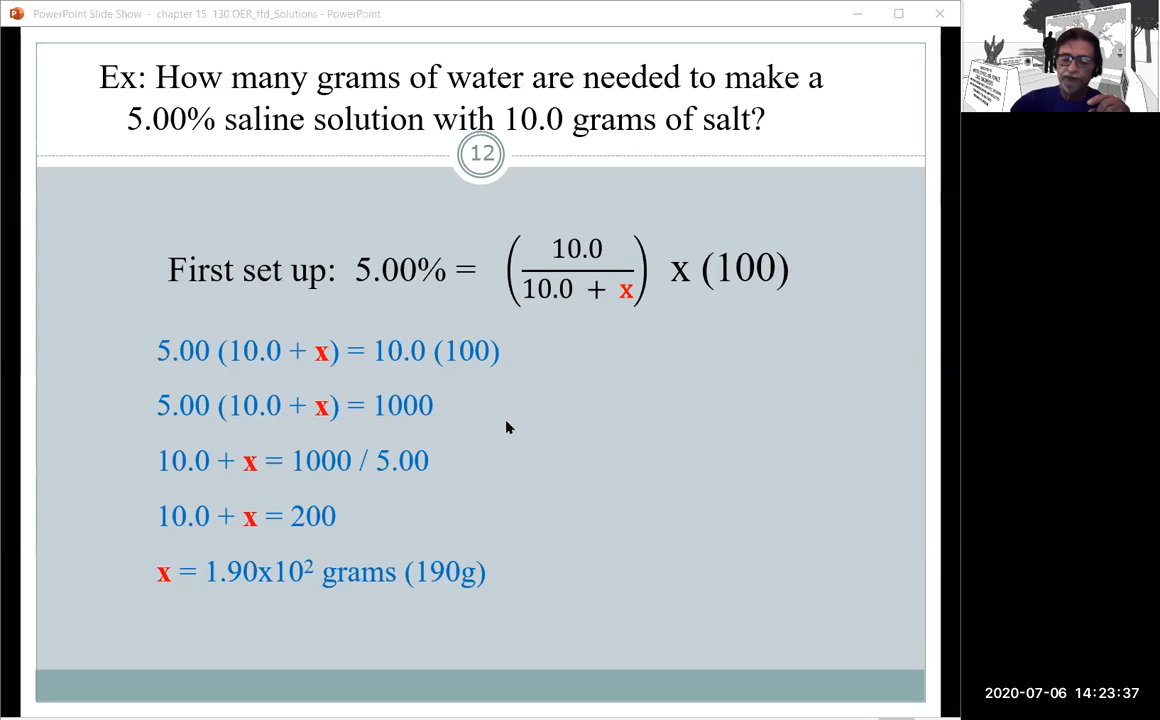 PowerPoint Slide Show - chapter 15 130 OER_ffd_Solutions - PowerPoint
Ex: How many grams of water are needed to make a
5.00% saline solution with 10.0 grams of salt?
12
First set up: 5.00% = (10.0 / 10.0 + x) x (100)
5.00 (10.0 + x) = 10.0 (100)
5.00 (10.0 + x) = 1000
10.0 + x = 1000 / 5.00
10.0 + x = 200
x = 1.90x10² grams (190g)
2020-07-06 14:23:37